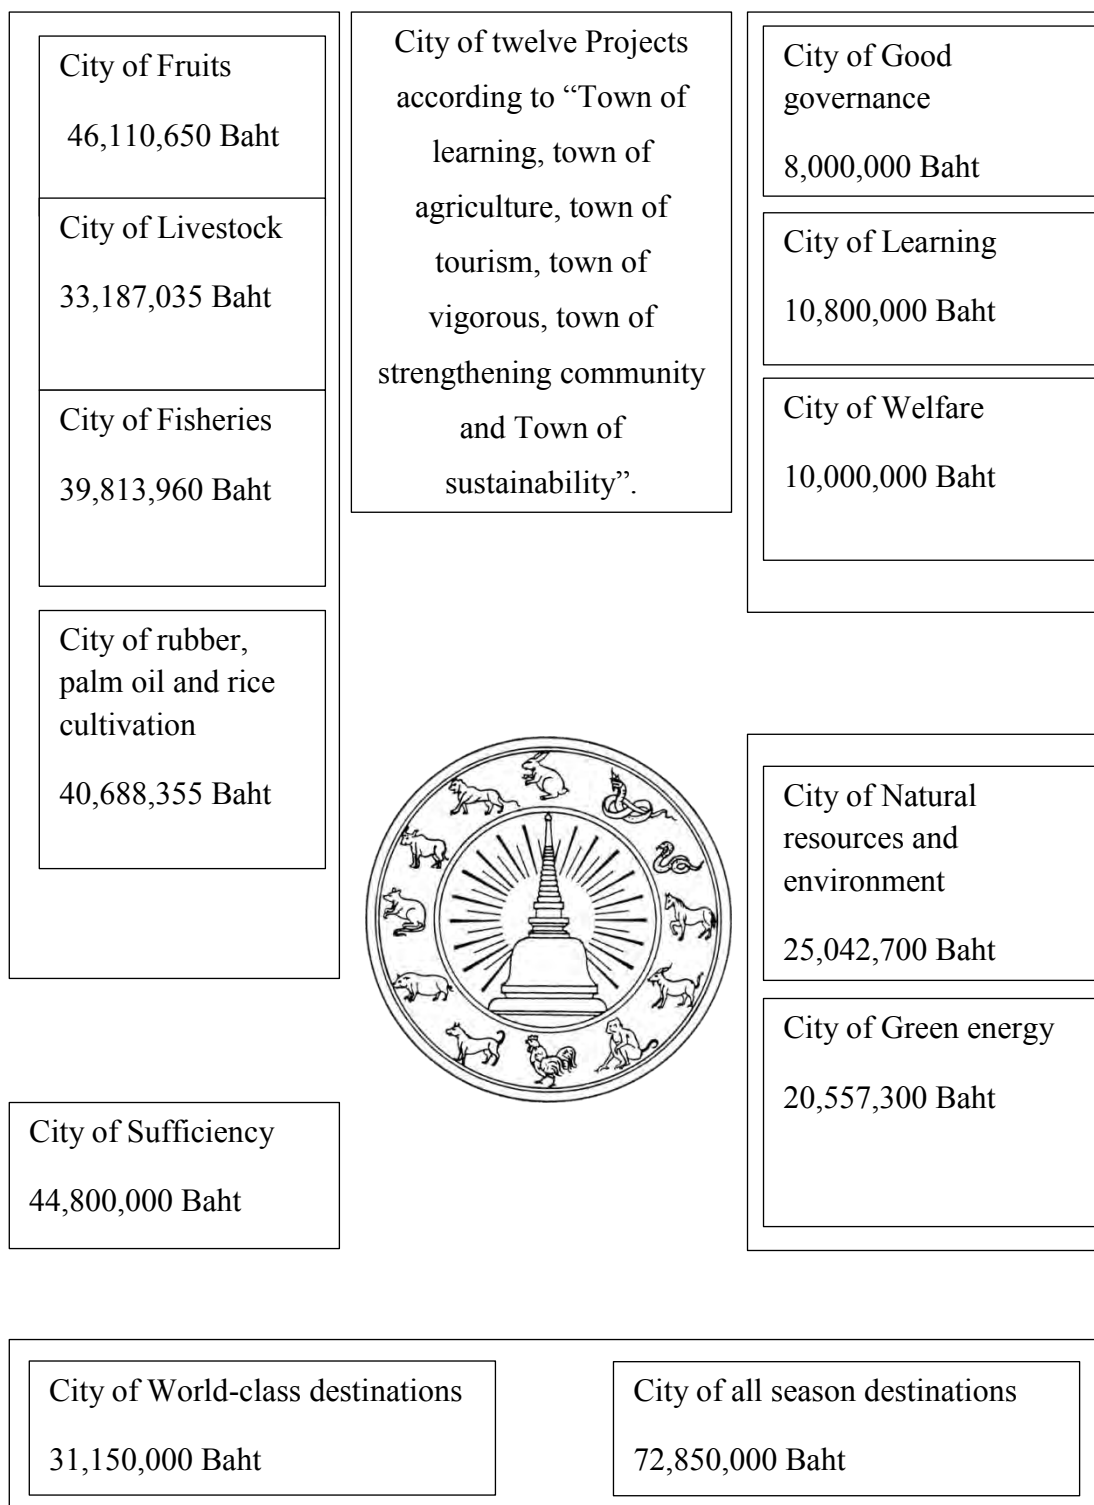 City of Fruits
46,110,650 Baht
City of Livestock
33,187,035 Baht
City of Fisheries
39,813,960 Baht
City of rubber,
palm oil and rice
cultivation
40,688,355 Baht
City of Sufficiency
44,800,000 Baht
City of twelve Projects
according to “Town of
learning, town of
agriculture, town of
tourism, town of
vigorous, town of
strengthening community
and Town of
sustainability”.
City of Good
governance
8,000,000 Baht
City of Learning
10,800,000 Baht
City of Welfare
10,000,000 Baht
City of Natural
resources and
environment
25,042,700 Baht
City of Green energy
20,557,300 Baht
City of World-class destinations
31,150,000 Baht
City of all season destinations
72,850,000 Baht